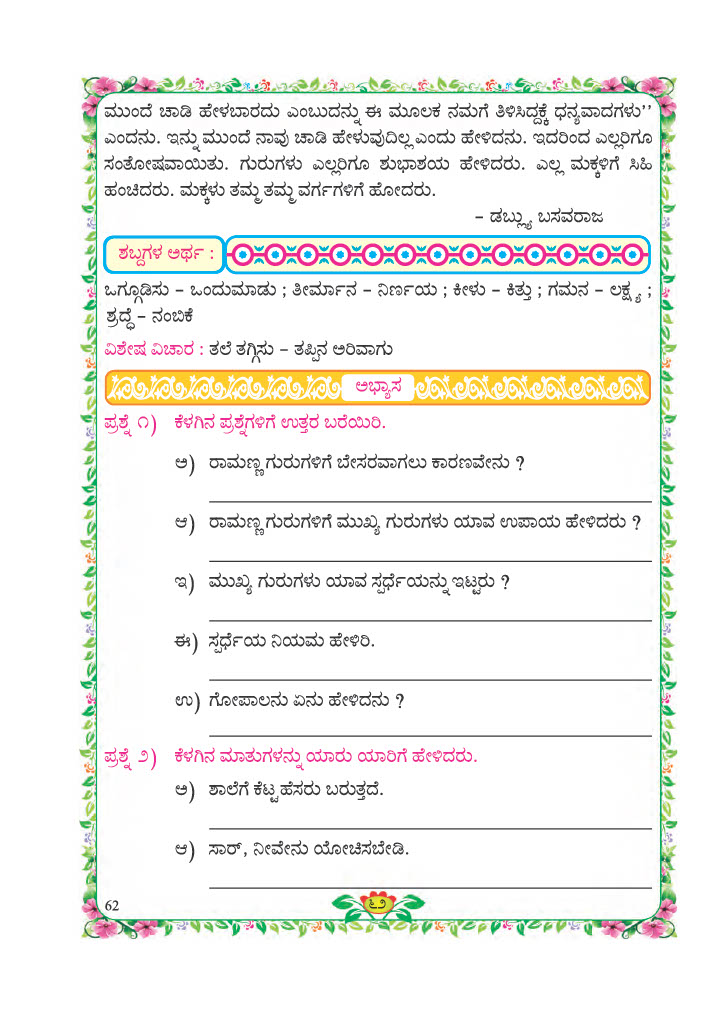 ಮುಂದೆ ಚಾಡಿ ಹೇಳಬಾರದು ಎಂಬುದನ್ನು ಈ ಮೂಲಕ ನಮಗೆ ತಿಳಿಸಿದ್ದಕ್ಕೆ ಧನ್ಯವಾದಗಳು’’
ಎಂದನು. ಇನ್ನು ಮುಂದೆ ನಾವು ಚಾಡಿ ಹೇಳುವುದಿಲ್ಲ ಎಂದು ಹೇಳಿದನು. ಇದರಿಂದ ಎಲ್ಲರಿಗೂ
ಸಂತೋಷವಾಯಿತು. ಗುರುಗಳು ಎಲ್ಲರಿಗೂ ಶುಭಾಶಯ ಹೇಳಿದರು. ಎಲ್ಲ ಮಕ್ಕಳಿಗೆ ಸಿಹಿ
ಹಂಚಿದರು. ಮಕ್ಕಳು ತಮ್ಮ ತಮ್ಮ ವರ್ಗಗಳಿಗೆ ಹೋದರು.
– ಡಬ್ಲ್ಯು ಬಸವರಾಜ
ಶಬ್ದಗಳ ಅರ್ಥ :
ಒಗ್ಗೂಡಿಸು – ಒಂದುಮಾಡು ; ತೀರ್ಮಾನ – ನಿರ್ಣಯ ; ಕೀಳು – ಕಿತ್ತು ; ಗಮನ – ಲಕ್ಷ್ಯ ;
ಶ್ರದ್ಧೆ – ನಂಬಿಕೆ
ವಿಶೇಷ ವಿಚಾರ : ತಲೆ ತಗ್ಗಿಸು – ತಪ್ಪಿನ ಅರಿವಾಗು
ಅಭ್ಯಾಸ
ಪ್ರಶ್ನೆ ೧) ಕೆಳಗಿನ ಪ್ರಶ್ನೆಗಳಿಗೆ ಉತ್ತರ ಬರೆಯಿರಿ.
ಅ) ರಾಮಣ್ಣ ಗುರುಗಳಿಗೆ ಬೇಸರವಾಗಲು ಕಾರಣವೇನು ?
ಆ) ರಾಮಣ್ಣ ಗುರುಗಳಿಗೆ ಮುಖ್ಯ ಗುರುಗಳು ಯಾವ ಉಪಾಯ ಹೇಳಿದರು ?
ಇ) ಮುಖ್ಯ ಗುರುಗಳು ಯಾವ ಸ್ಪರ್ಧೆಯನ್ನು ಇಟ್ಟರು ?
ಈ) ಸ್ಪರ್ಧೆಯ ನಿಯಮ ಹೇಳಿರಿ.
ಉ) ಗೋಪಾಲನು ಏನು ಹೇಳಿದನು ?
ಪ್ರಶ್ನೆ ೨) ಕೆಳಗಿನ ಮಾತುಗಳನ್ನು ಯಾರು ಯಾರಿಗೆ ಹೇಳಿದರು.
ಅ) ಶಾಲೆಗೆ ಕೆಟ್ಟ ಹೆಸರು ಬರುತ್ತದೆ.
ಆ) ಸಾರ್, ನೀವೇನು ಯೋಚಿಸಬೇಡಿ.
62
೬೨